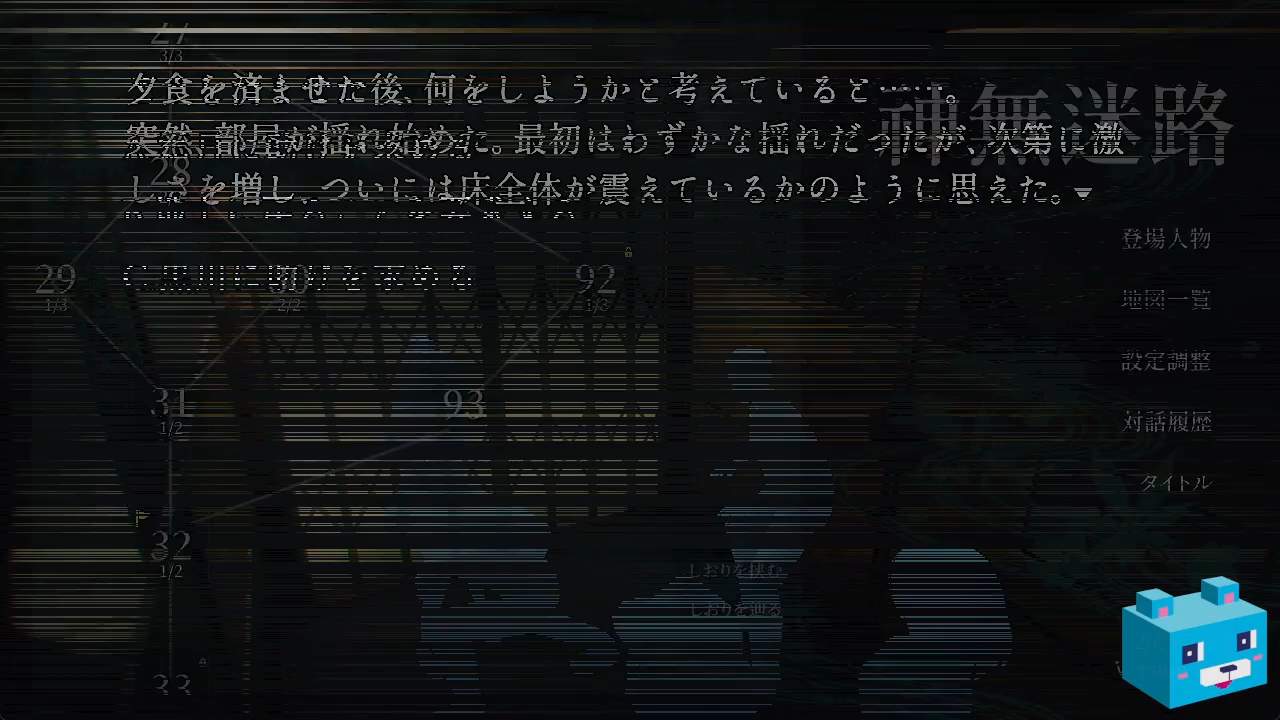 27
3/3
夕食を済ませた後、何をしようかと考えていると……。
神無迷路
突然、部屋が揺れ始めた。最初はわずかな揺れだったが、次第に激
しさを増し、ついには床全体が震えているかのように思えた。
28
登場人物
29
1/3
30
2/2
92
1/3
地図一覧
設定調整
31
1/2
93
対話履歴
タイトル
32
1/2
しおりを挟む
しおりを辿る
33